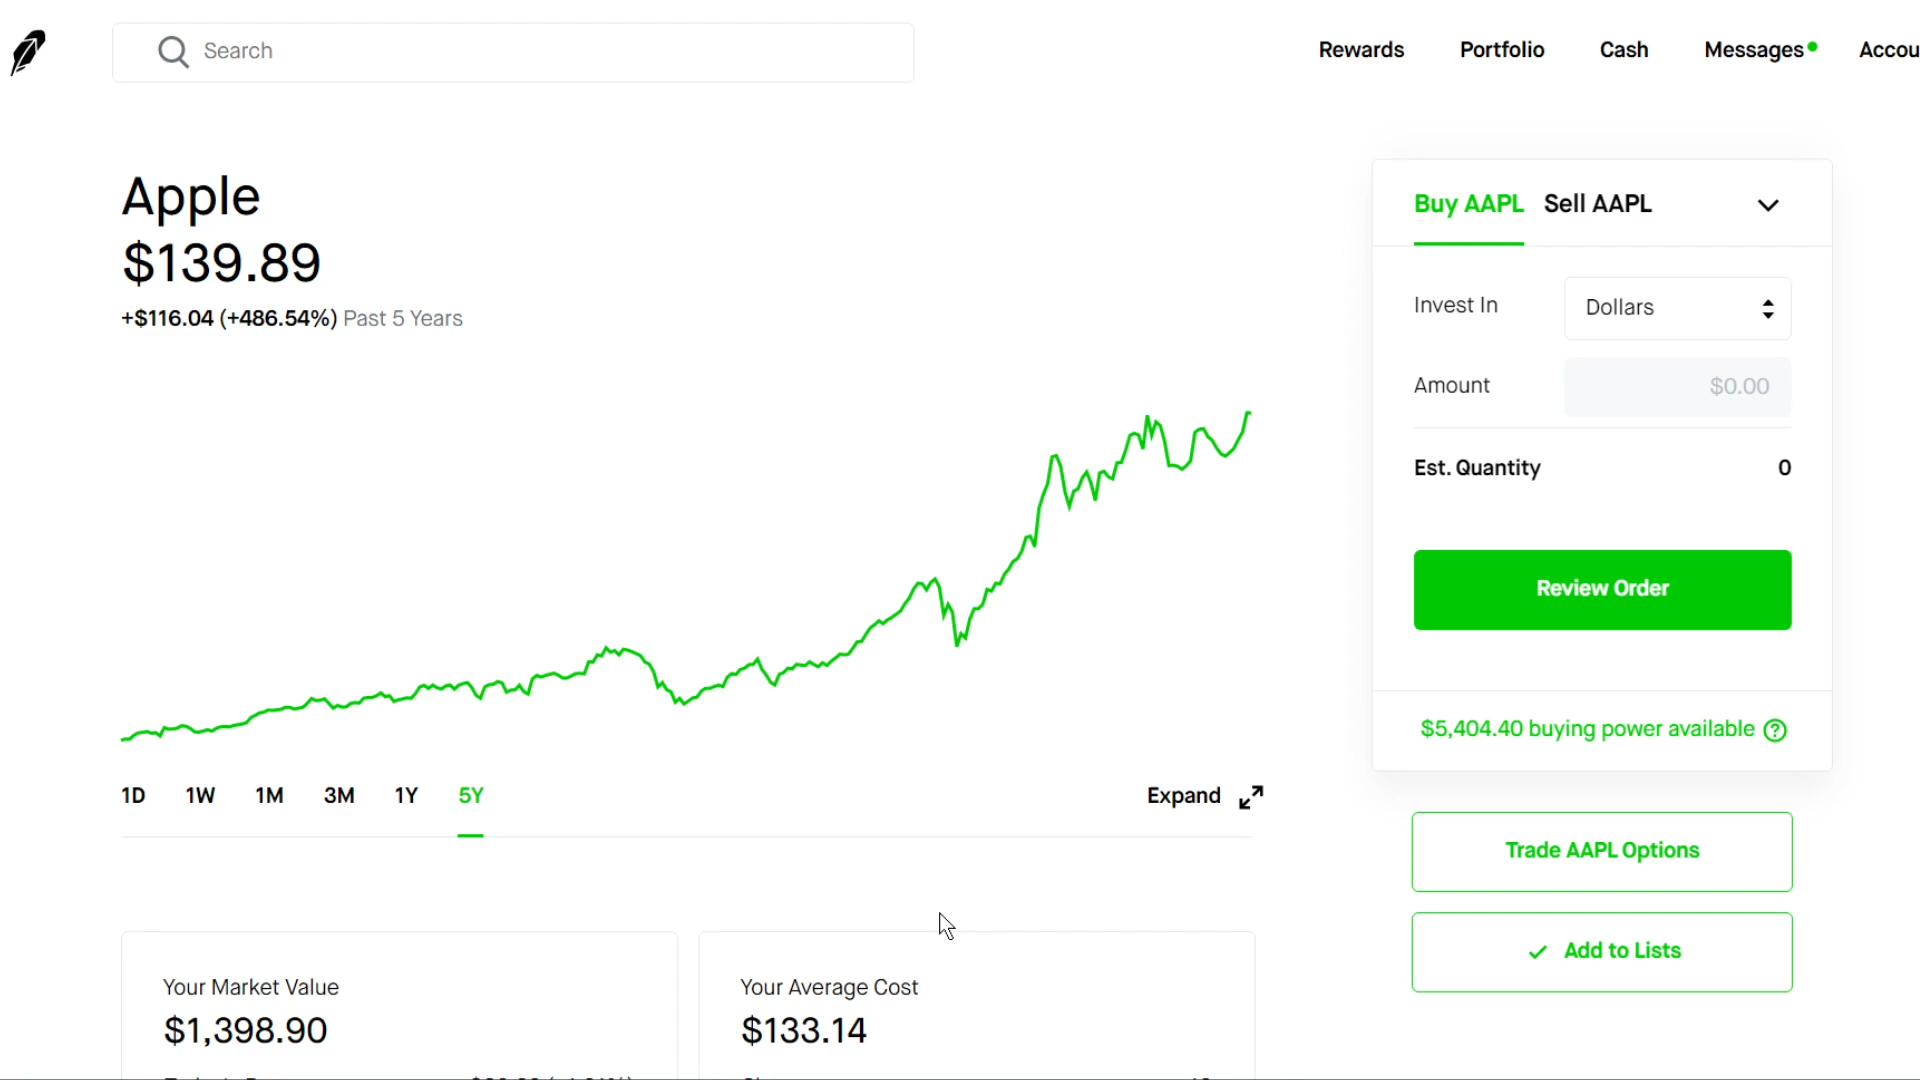 Search
Rewards Portfolio Cash Messages Accou
Apple
$139.89
+$116.04 (+486.54%) Past 5 Years
1D 1W 1M 3M 1Y 5Y Expand
Your Market Value
$1,398.90
Your Average Cost
$133.14
Buy AAPL Sell AAPL
Invest In Dollars
Amount $0.00
Est. Quantity 0
Review Order
$5,404.40 buying power available ?
Trade AAPL Options
Add to Lists